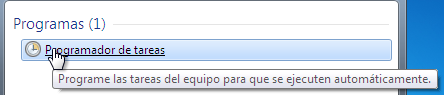 Programas (1)
Programador de tareas
Programe las tareas del equipo para que se ejecuten automáticamente.